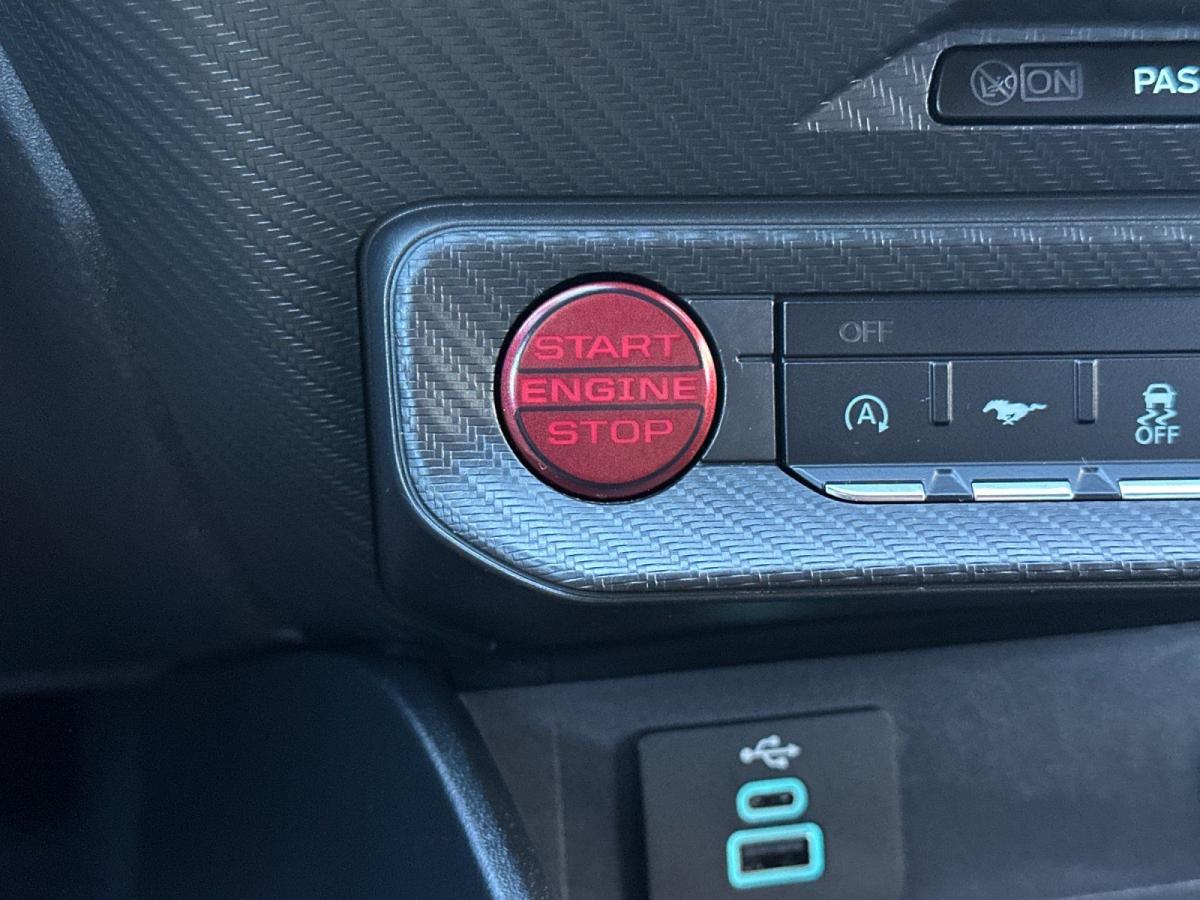 ON PAS
START
ENGINE
STOP
OFF
A
OFF